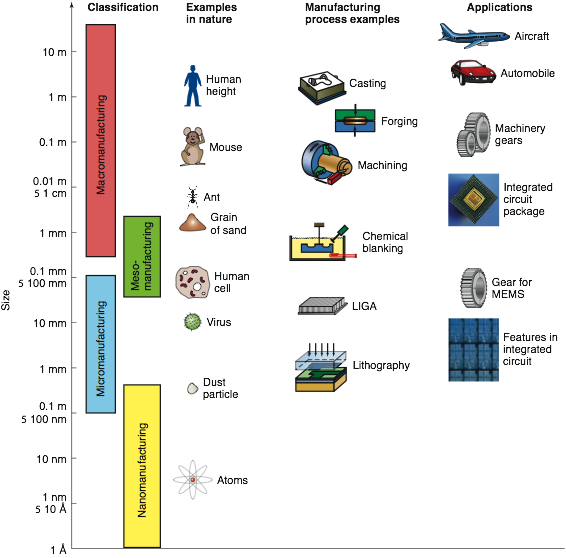 Classification
Examples
in nature
Manufacturing
process examples
Applications
Size
10 m
1 m
0.1 m
0.01 m
5 1 cm
1 mm
0.1 mm
5 100 mm
10 mm
1 mm
0.1 m
5 100 nm
10 nm
1 nm
5 10 Å
1 Å
Macromanufacturing
Meso-
manufacturing
Micromanufacturing
Nanomanufacturing
Human
height
Mouse
Ant
Grain
of sand
Human
cell
Virus
Dust
particle
Atoms
Casting
Forging
Machining
Chemical
blanking
LIGA
Lithography
Aircraft
Automobile
Machinery
gears
Integrated
circuit
package
Gear for
MEMS
Features in
integrated
circuit